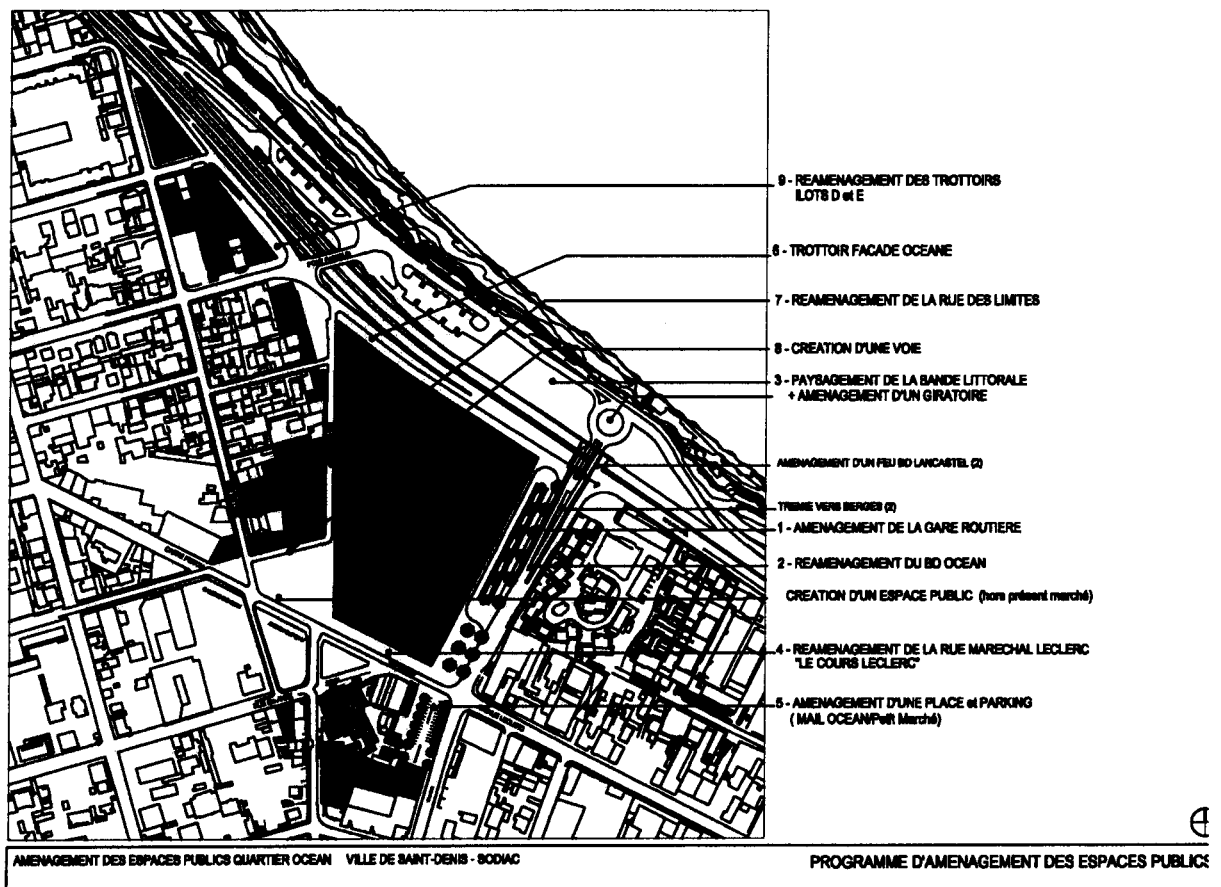 9 - REAMENAGEMENT DES TROTTOIRS
ILOTS D et E
6 - TROTTOIR FACADE OCEANE
7 - REAMENAGEMENT DE LA RUE DES LIMITES
8 - CREATION D'UNE VOIE
3 - PAYSAGEMENT DE LA BANDE LITTORALE
+ AMENAGEMENT D'UN GIRATOIRE
AMENAGEMENT D'UN FEU BD LANCASTEL (2)
TREMIE VERS BERGES (2)
1 - AMENAGEMENT DE LA GARE ROUTIERE
2 - REAMENAGEMENT DU BD OCEAN
CREATION D'UN ESPACE PUBLIC (hors présent marché)
4 - REAMENAGEMENT DE LA RUE MARECHAL LECLERC
"LE COURS LECLERC"
5 - AMENAGEMENT D'UNE PLACE et PARKING
( MAIL OCEAN/Petit Marché)
AMENAGEMENT DES ESPACES PUBLICS QUARTIER OCEAN VILLE DE SAINT-DENIS - SODIAC
PROGRAMME D'AMENAGEMENT DES ESPACES PUBLICS